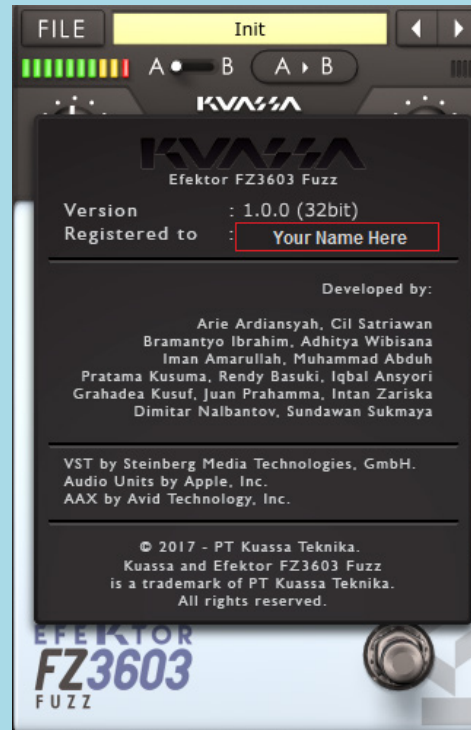 FILE Init
A B A ▸ B
KVASSA
KVASSA
Efektor FZ3603 Fuzz
Version : 1.0.0 (32bit)
Registered to : Your Name Here
Developed by:
Arie Ardiansyah, Cil Satriawan
Bramantyo Ibrahim, Adhitya Wibisana
Iman Amarullah, Muhammad Abduh
Pratama Kusuma, Rendy Basuki, Iqbal Ansyori
Grahadea Kusuf, Juan Prahamma, Intan Zariska
Dimitar Nalbantov, Sundawan Sukmaya
VST by Steinberg Media Technologies, GmbH.
Audio Units by Apple, Inc.
AAX by Avid Technology, Inc.
© 2017 - PT Kuassa Teknika.
Kuassa and Efektor FZ3603 Fuzz
is a trademark of PT Kuassa Teknika.
All rights reserved.
EFEKTOR
FZ3603
FUZZ